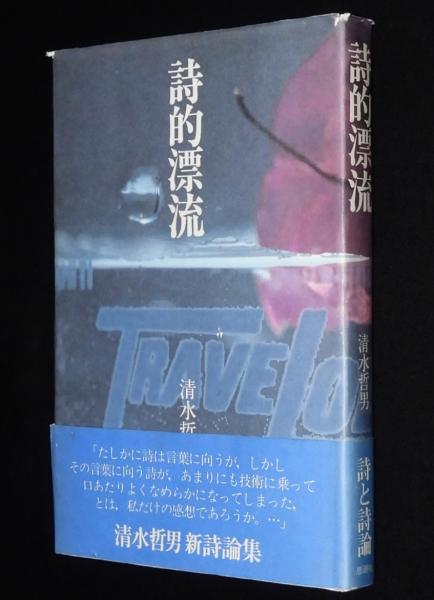 詩的漂流
TRAVELO
清水哲
「たしかに詩は言葉に向うが、しかし
その言葉に向う詩が、あまりにも技術に乗って
口あたりよくなめらかになってしまった,
とは，私だけの感想であろうか。…」
清水哲男新詩論集
詩的漂流
清水哲男
詩と詩論